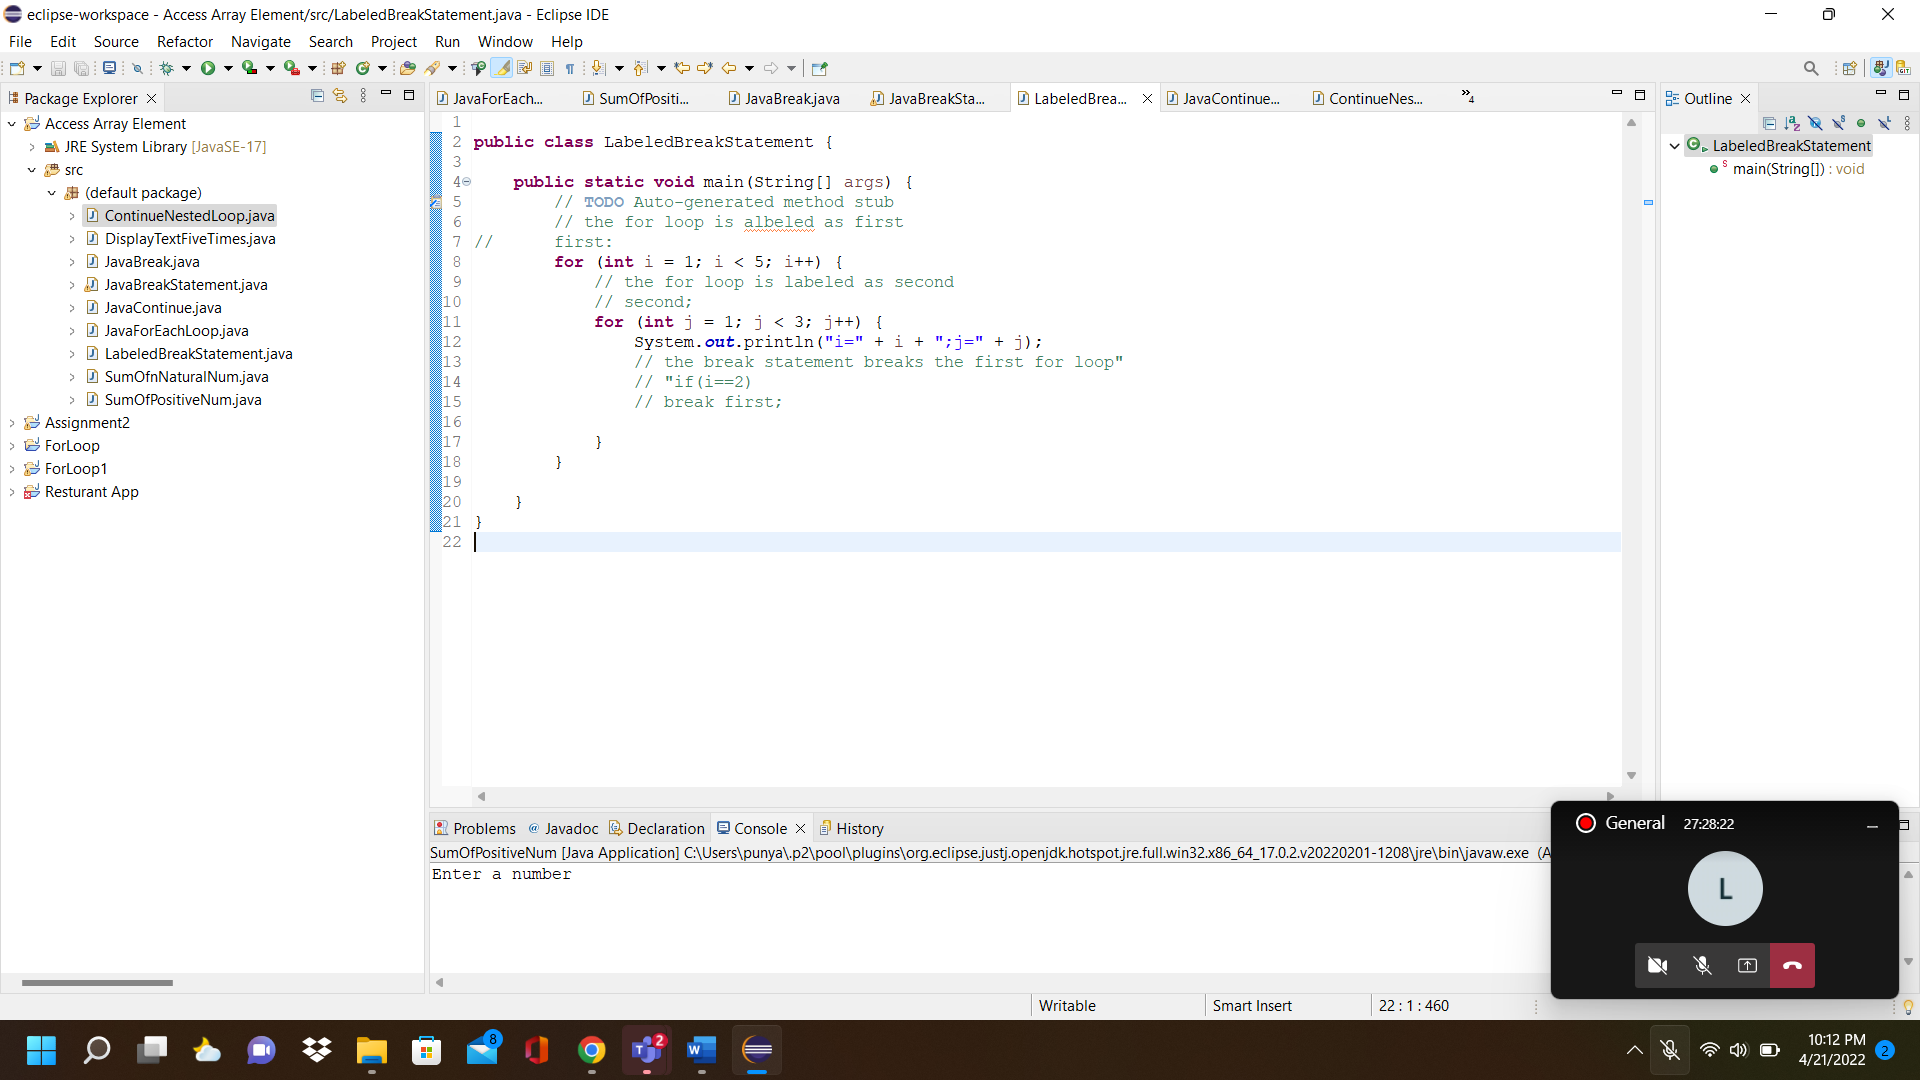 eclipse-workspace - Access Array Element/src/LabeledBreakStatement.java - Eclipse IDE
File Edit Source Refactor Navigate Search Project Run Window Help
Package Explorer
Access Array Element
JRE System Library [JavaSE-17]
src
(default package)
ContinueNestedLoop.java
DisplayTextFiveTimes.java
JavaBreak.java
JavaBreakStatement.java
JavaContinue.java
JavaForEachLoop.java
LabeledBreakStatement.java
SumOfnNaturalNum.java
SumOfPositiveNum.java
Assignment2
ForLoop
ForLoop1
Resturant App
JavaForEach... SumOfPositi... JavaBreak.java JavaBreakSta... LabeledBrea... JavaContinue... ContinueNes... »4
1
2 public class LabeledBreakStatement {
3
4 public static void main(String[] args) {
5 // TODO Auto-generated method stub
6 // the for loop is albeled as first
7 // first:
8 for (int i = 1; i < 5; i++) {
9 // the for loop is labeled as second
10 // second;
11 for (int j = 1; j < 3; j++) {
12 System.out.println("i=" + i + ";j=" + j);
13 // the break statement breaks the first for loop"
14 // "if(i==2)
15 // break first;
16
17 }
18 }
19
20 }
21 }
22
Outline
LabeledBreakStatement
main(String[]) : void
Problems Javadoc Declaration Console History
SumOfPositiveNum [Java Application] C:\Users\punya\.p2\pool\plugins\org.eclipse.justj.openjdk.hotspot.jre.full.win32.x86_64_17.0.2.v20220201-1208\jre\bin\javaw.exe (A
Enter a number
General 27:28:22
L
Writable Smart Insert 22 : 1 : 460
8
2
10:12 PM
4/21/2022
2